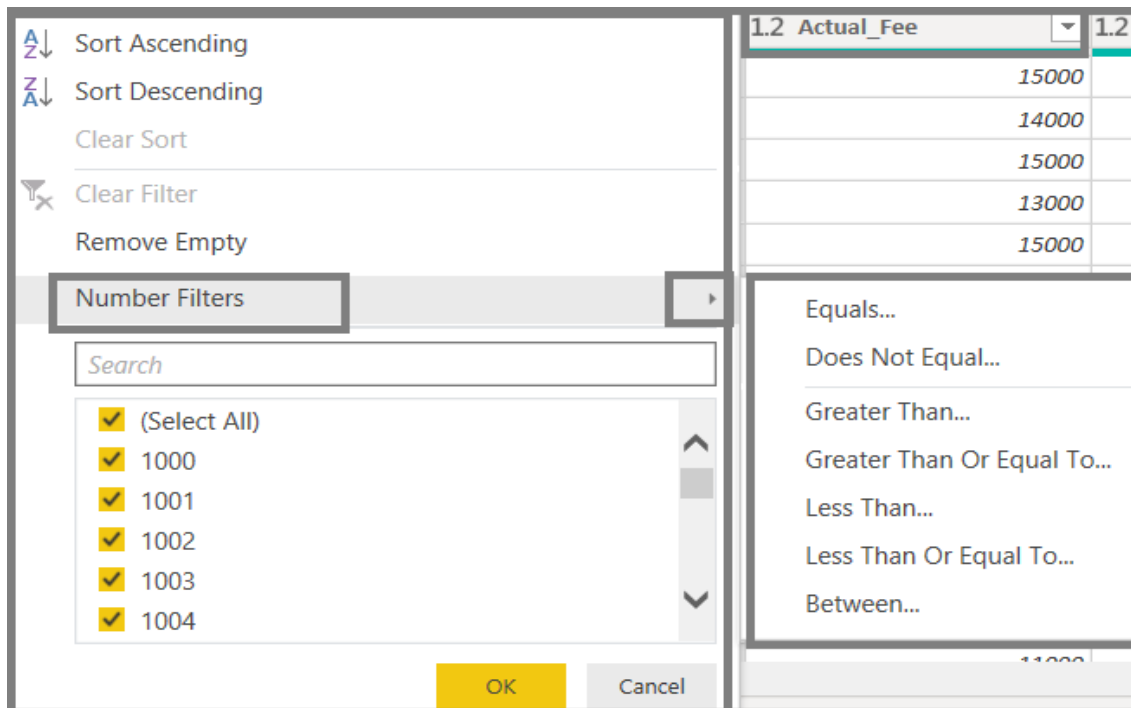 Sort Ascending
Sort Descending
Clear Sort
Clear Filter
Remove Empty
Number Filters
Search
(Select All)
1000
1001
1002
1003
1004
OK Cancel
1.2 Actual_Fee 1.2
15000
14000
15000
13000
15000
Equals...
Does Not Equal...
Greater Than...
Greater Than Or Equal To...
Less Than...
Less Than Or Equal To...
Between...
11000